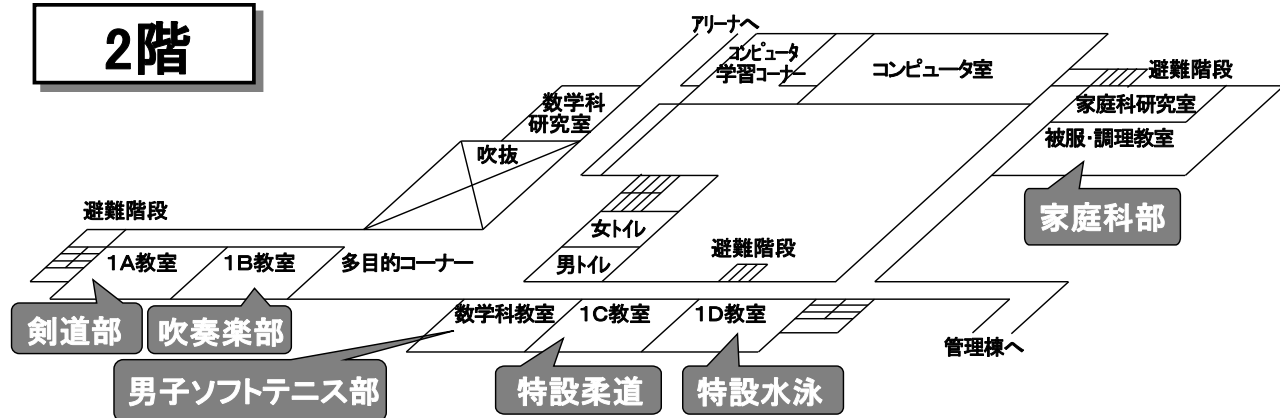 2階
アリーナへ
コンピュータ
学習コーナー
コンピュータ室
避難階段
家庭科研究室
被服・調理教室
家庭科部
数学科
研究室
吹抜
避難階段
女トイレ
男トイレ
避難階段
1A教室
1B教室
多目的コーナー
数学科教室
1C教室
1D教室
管理棟へ
剣道部
吹奏楽部
男子ソフトテニス部
特設柔道
特設水泳